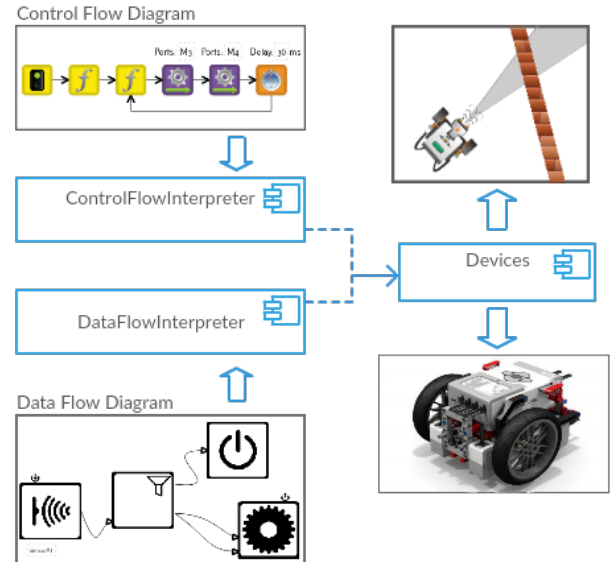 Control Flow Diagram
Ports: M3 Ports: M4 Delay: 30 ms
ControlFlowInterpreter
Devices
DataFlowInterpreter
Data Flow Diagram